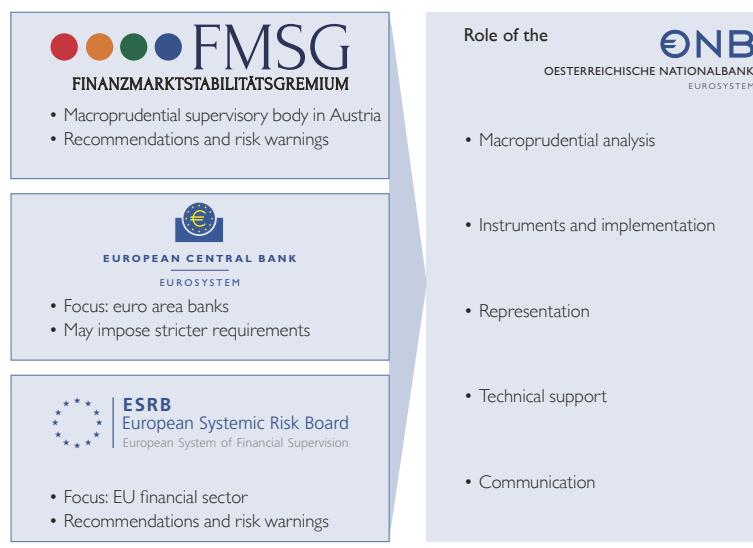 FMSG
FINANZMARKTSTABILITÄTSGREMIUM
• Macroprudential supervisory body in Austria
• Recommendations and risk warnings
EUROPEAN CENTRAL BANK
EUROSYSTEM
• Focus: euro area banks
• May impose stricter requirements
ESRB
European Systemic Risk Board
European System of Financial Supervision
• Focus: EU financial sector
• Recommendations and risk warnings
Role of the
€NB
OESTERREICHISCHE NATIONALBANK
EUROSYSTEM
• Macroprudential analysis
• Instruments and implementation
• Representation
• Technical support
• Communication